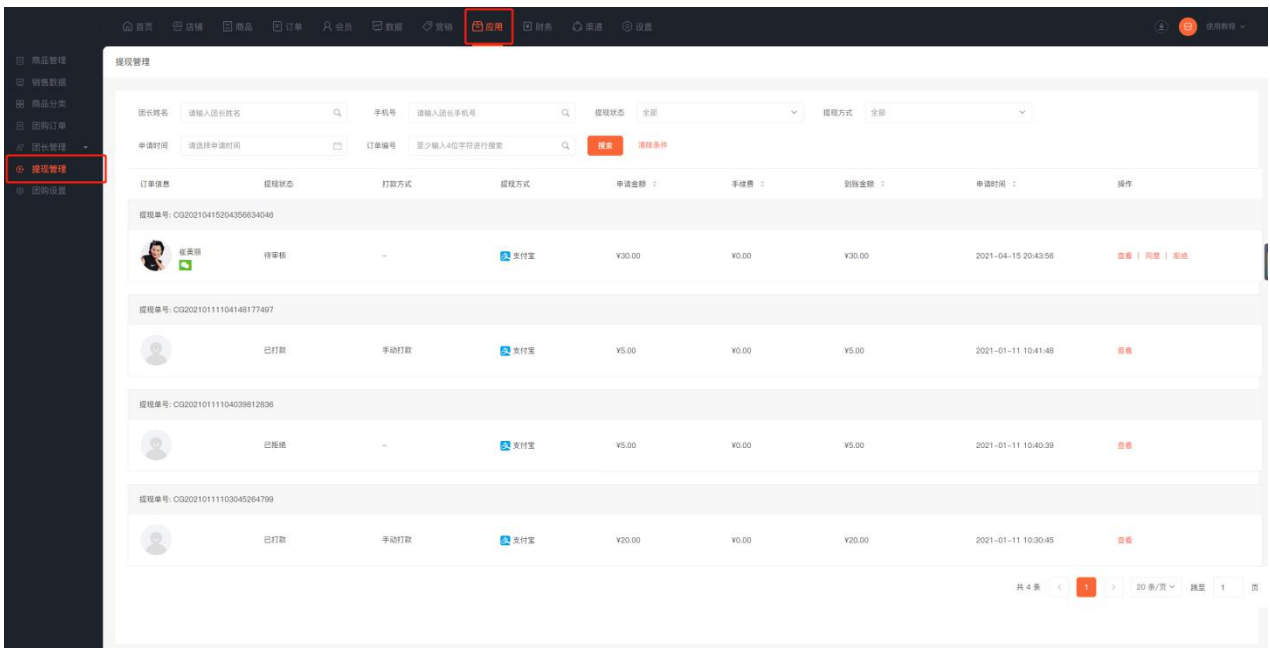 首页 店铺 商品 订单 会员 数据 营销 应用 财务 渠道 设置 使用教程
商品管理
销售数据
商品分类
团购订单
团长管理
提现管理
团购设置
提现管理
团长姓名 请输入团长姓名 手机号 请输入团长手机号 提现状态 全部 提现方式 全部
申请时间 请选择申请时间 订单编号 至少输入4位字符进行搜索 搜索 清除条件
订单信息 提现状态 打款方式 提现方式 申请金额 手续费 到账金额 申请时间 操作
提现单号: CG20210415204356634046
崔美丽 待审核 - 支付宝 ¥30.00 ¥0.00 ¥30.00 2021-04-15 20:43:56 查看 | 同意 | 拒绝
提现单号: CG20210111104148177497
已打款 手动打款 支付宝 ¥5.00 ¥0.00 ¥5.00 2021-01-11 10:41:48 查看
提现单号: CG20210111104039812836
已拒绝 - 支付宝 ¥5.00 ¥0.00 ¥5.00 2021-01-11 10:40:39 查看
提现单号: CG20210111103045264799
已打款 手动打款 支付宝 ¥20.00 ¥0.00 ¥20.00 2021-01-11 10:30:45 查看
共 4 条 < 1 > 20 条/页 跳至 1 页